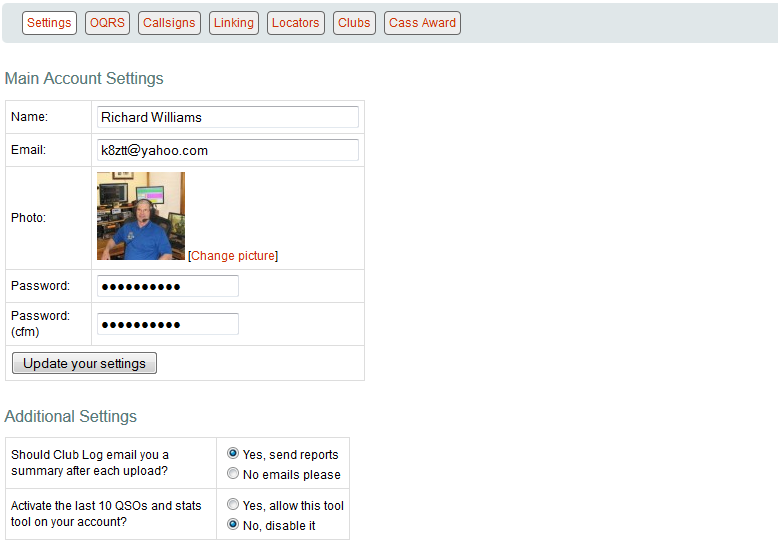 Settings OQRS Callsigns Linking Locators Clubs Cass Award
Main Account Settings
Name: Richard Williams
Email: k8ztt@yahoo.com
Photo: [Change picture]
Password: ●●●●●●●●●●
Password: ●●●●●●●●●●
(cfm)
Update your settings
Additional Settings
Should Club Log email you a
summary after each upload?
Yes, send reports
No emails please
Activate the last 10 QSOs and stats
tool on your account?
Yes, allow this tool
No, disable it